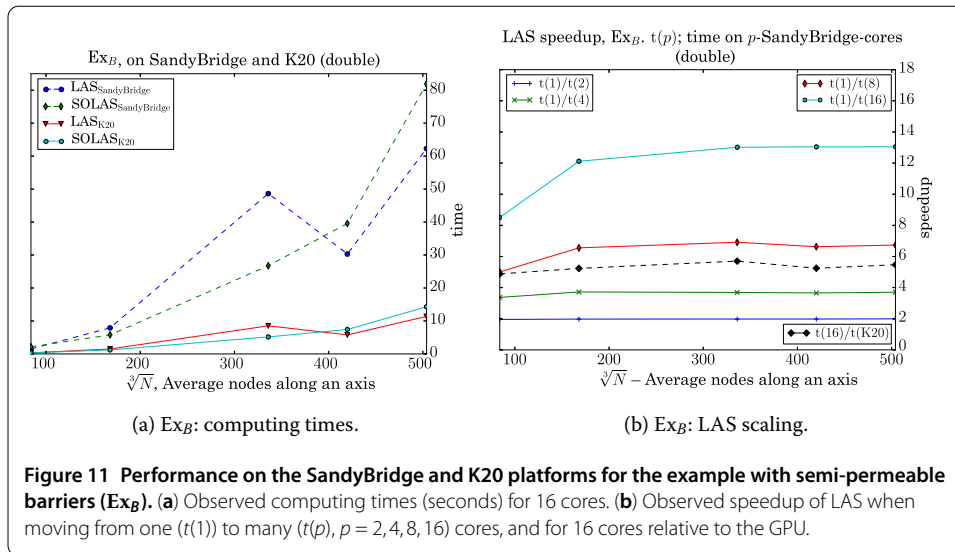 Ex_B, on SandyBridge and K20 (double)
LAS_SandyBridge
SOLAS_SandyBridge
LAS_K20
SOLAS_K20
80
70
60
50
40
30
20
10
0
time
100 200 300 400 500
∛N, Average nodes along an axis
(a) Ex_B: computing times.
LAS speedup, Ex_B. t(p); time on p-SandyBridge-cores
(double)
t(1)/t(2)
t(1)/t(4)
t(1)/t(8)
t(1)/t(16)
t(16)/t(K20)
18
16
14
12
10
8
6
4
2
0
speedup
100 200 300 400 500
∛N – Average nodes along an axis
(b) Ex_B: LAS scaling.
Figure 11 Performance on the SandyBridge and K20 platforms for the example with semi-permeable
barriers (Ex_B). (a) Observed computing times (seconds) for 16 cores. (b) Observed speedup of LAS when
moving from one (t(1)) to many (t(p), p = 2, 4, 8, 16) cores, and for 16 cores relative to the GPU.